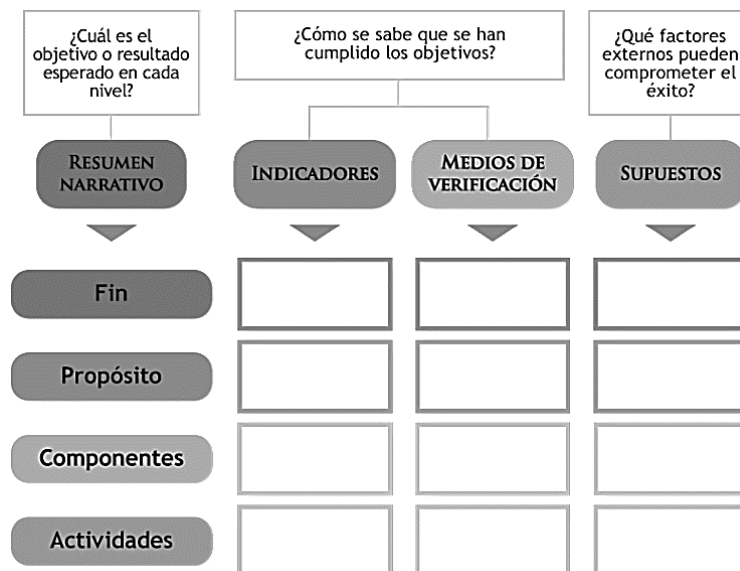 ¿Cuál es el
objetivo o resultado
esperado en cada
nivel?
¿Cómo se sabe que se han
cumplido los objetivos?
¿Qué factores
externos pueden
comprometer el
éxito?
RESUMEN
NARRATIVO
INDICADORES
MEDIOS DE
VERIFICACIÓN
SUPUESTOS
Fin
Propósito
Componentes
Actividades